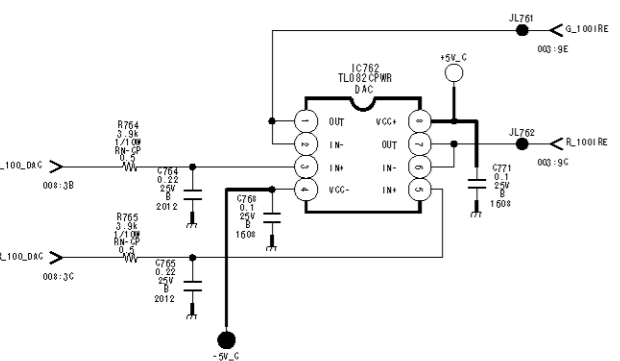 JL761
G_100IRE
003:9E
+5V_C
IC762
TL082CPWR
DAC
R764
3.9k
1/10W
RN-CP
0.5
1 OUT VCC+ 8
2 IN- OUT 7
3 IN+ IN- 6
4 VCC- IN+ 5
JL762
R_100IRE
003:9C
_100_DAC
008:3B
C764
0.22
25V
B
2012
C768
0.1
25V
B
1608
C771
0.1
25V
B
1608
R765
3.9k
1/10W
RN-CP
0.5
_100_DAC
008:3C
C765
0.22
25V
B
2012
-5V_C